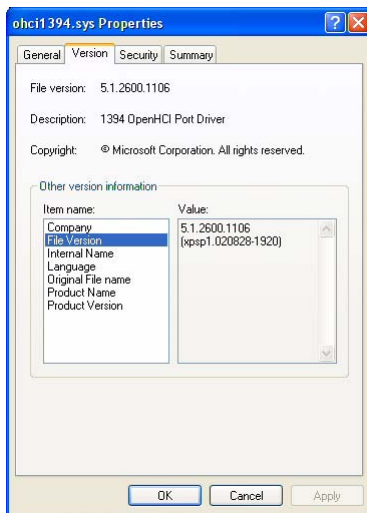 ohci1394.sys Properties
General Version Security Summary
File version: 5.1.2600.1106
Description: 1394 OpenHCI Port Driver
Copyright: © Microsoft Corporation. All rights reserved.
Other version information
Item name: Value:
Company
File Version
Internal Name
Language
Original File name
Product Name
Product Version
5.1.2600.1106
(xpsp1.020828-1920)
OK Cancel Apply